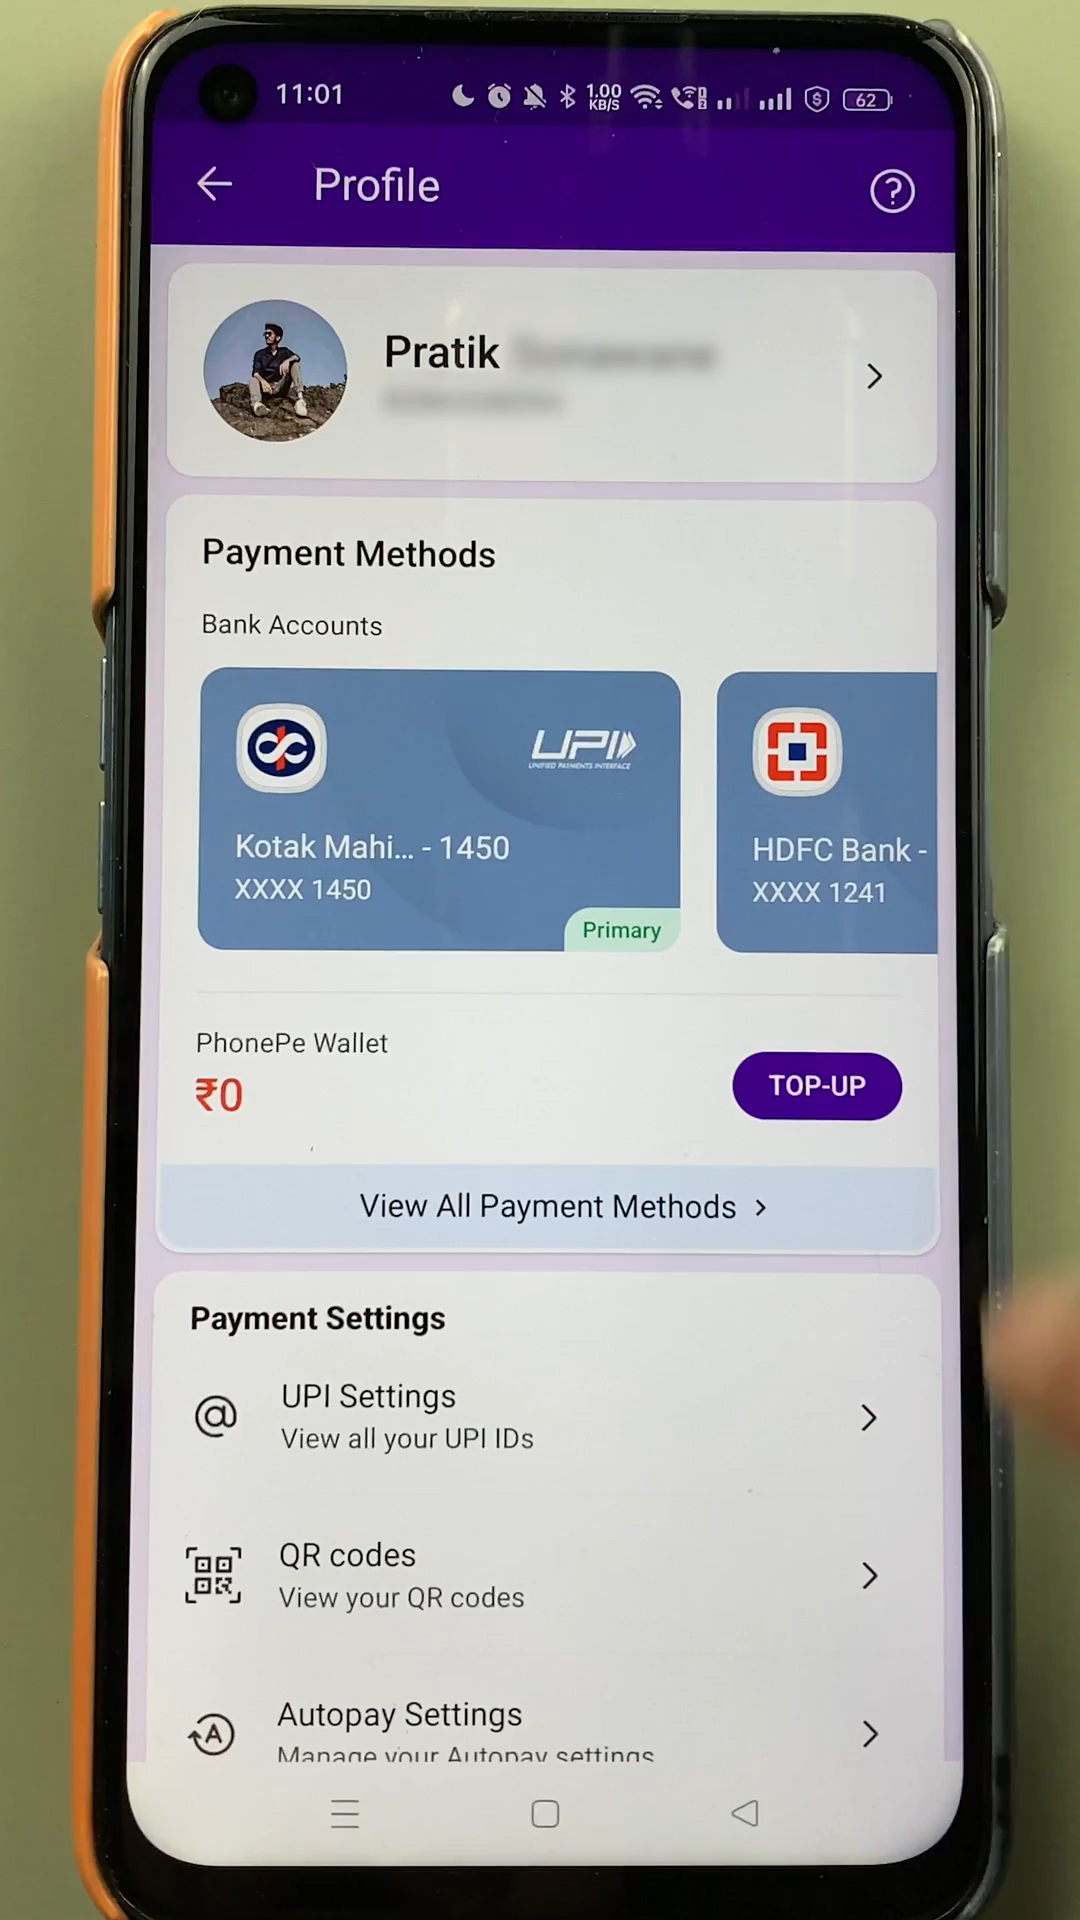 11:01
1.00
KB/S
62
Profile
Pratik
Payment Methods
Bank Accounts
UPI
UNIFIED PAYMENTS INTERFACE
Kotak Mahi... - 1450
XXXX 1450
Primary
HDFC Bank -
XXXX 1241
PhonePe Wallet
₹0
TOP-UP
View All Payment Methods
Payment Settings
UPI Settings
View all your UPI IDs
QR codes
View your QR codes
Autopay Settings
Manage your Autopay settings